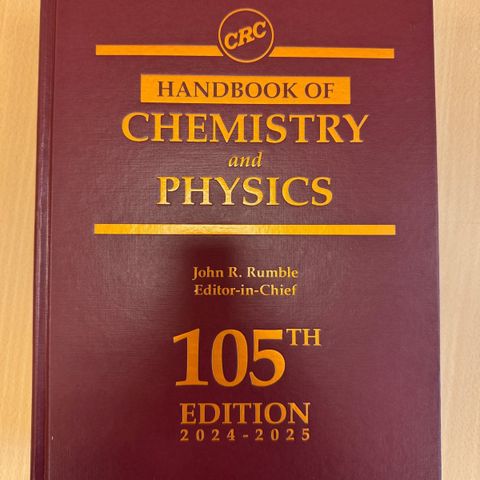 CRC
HANDBOOK OF
CHEMISTRY
and
PHYSICS
John R. Rumble
Editor-in-Chief
105TH
EDITION
2024-2025